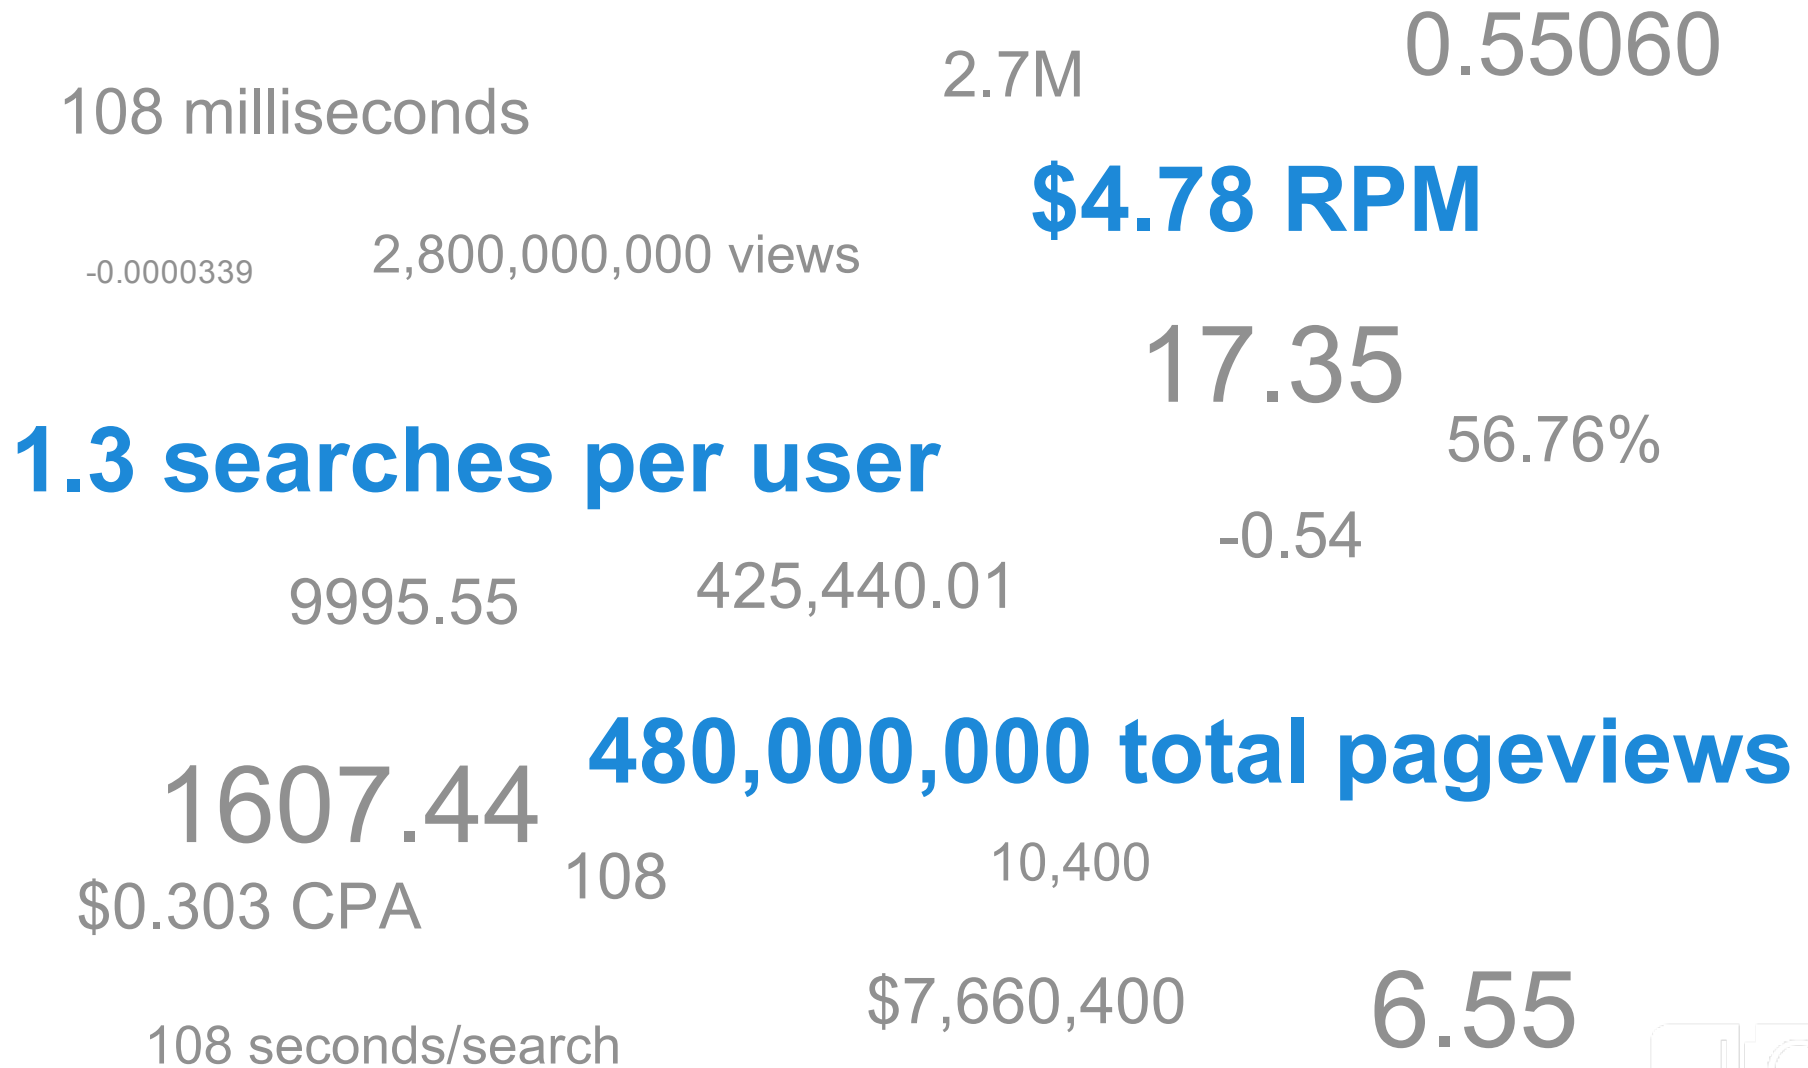 0.55060
2.7M
108 milliseconds
$4.78 RPM
2,800,000,000 views
-0.0000339
17.35
56.76%
1.3 searches per user
-0.54
425,440.01
9995.55
480,000,000 total pageviews
1607.44
10,400
108
$0.303 CPA
$7,660,400
6.55
108 seconds/search